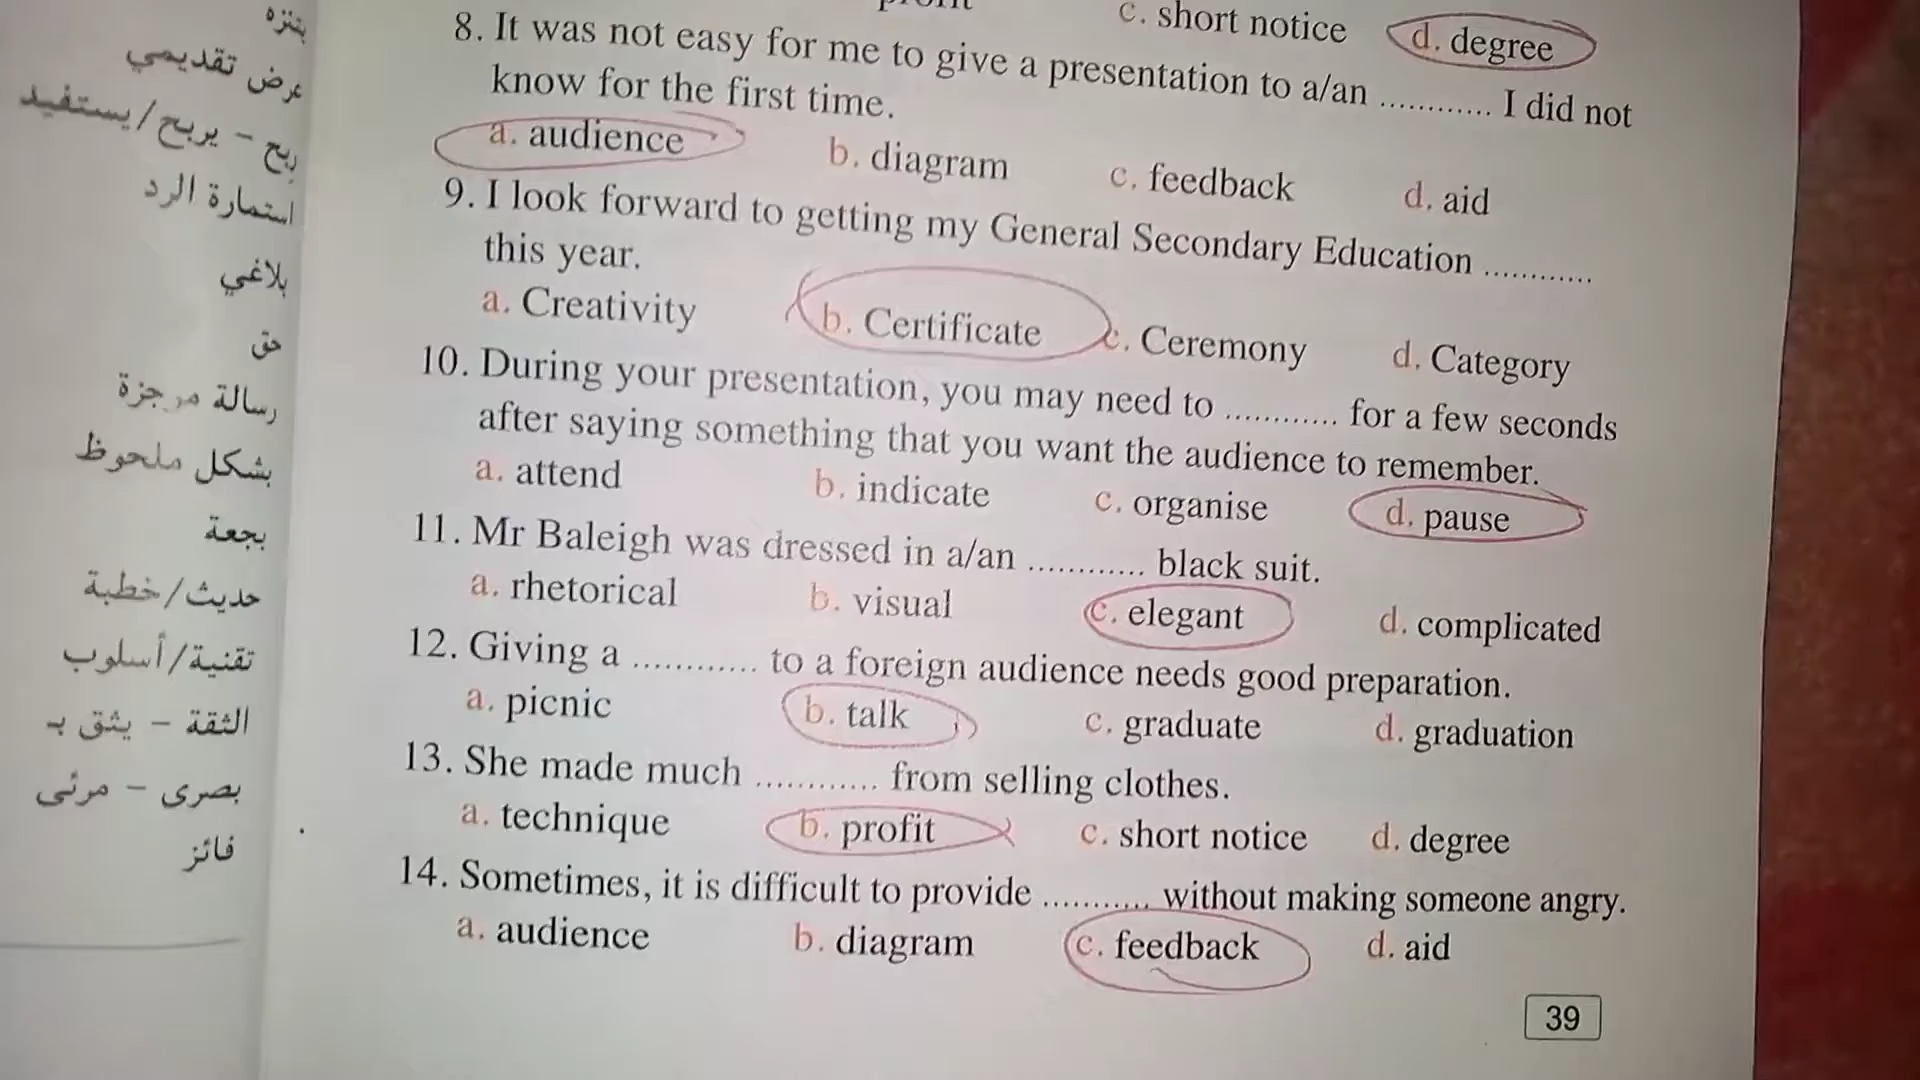 c. short notice d. degree
8. It was not easy for me to give a presentation to a/an ............ I did not
know for the first time.
a. audience b. diagram c. feedback d. aid
9. I look forward to getting my General Secondary Education ............
this year.
a. Creativity b. Certificate c. Ceremony d. Category
10. During your presentation, you may need to ............ for a few seconds
after saying something that you want the audience to remember.
a. attend b. indicate c. organise d. pause
11. Mr Baleigh was dressed in a/an ............ black suit.
a. rhetorical b. visual c. elegant d. complicated
12. Giving a ............ to a foreign audience needs good preparation.
a. picnic b. talk c. graduate d. graduation
13. She made much ............ from selling clothes.
a. technique b. profit c. short notice d. degree
14. Sometimes, it is difficult to provide ........... without making someone angry.
a. audience b. diagram c. feedback d. aid
39
يتنزه
عرض تقديمي
ربح – يربح/يستفيد
استمارة الرد
بلاغي
حق
رسالة موجزة
بشكل ملحوظ
بجعة
حديث/خطبة
تقنية/أسلوب
الثقة – يثق بـ
بصرى – مرئى
فائز